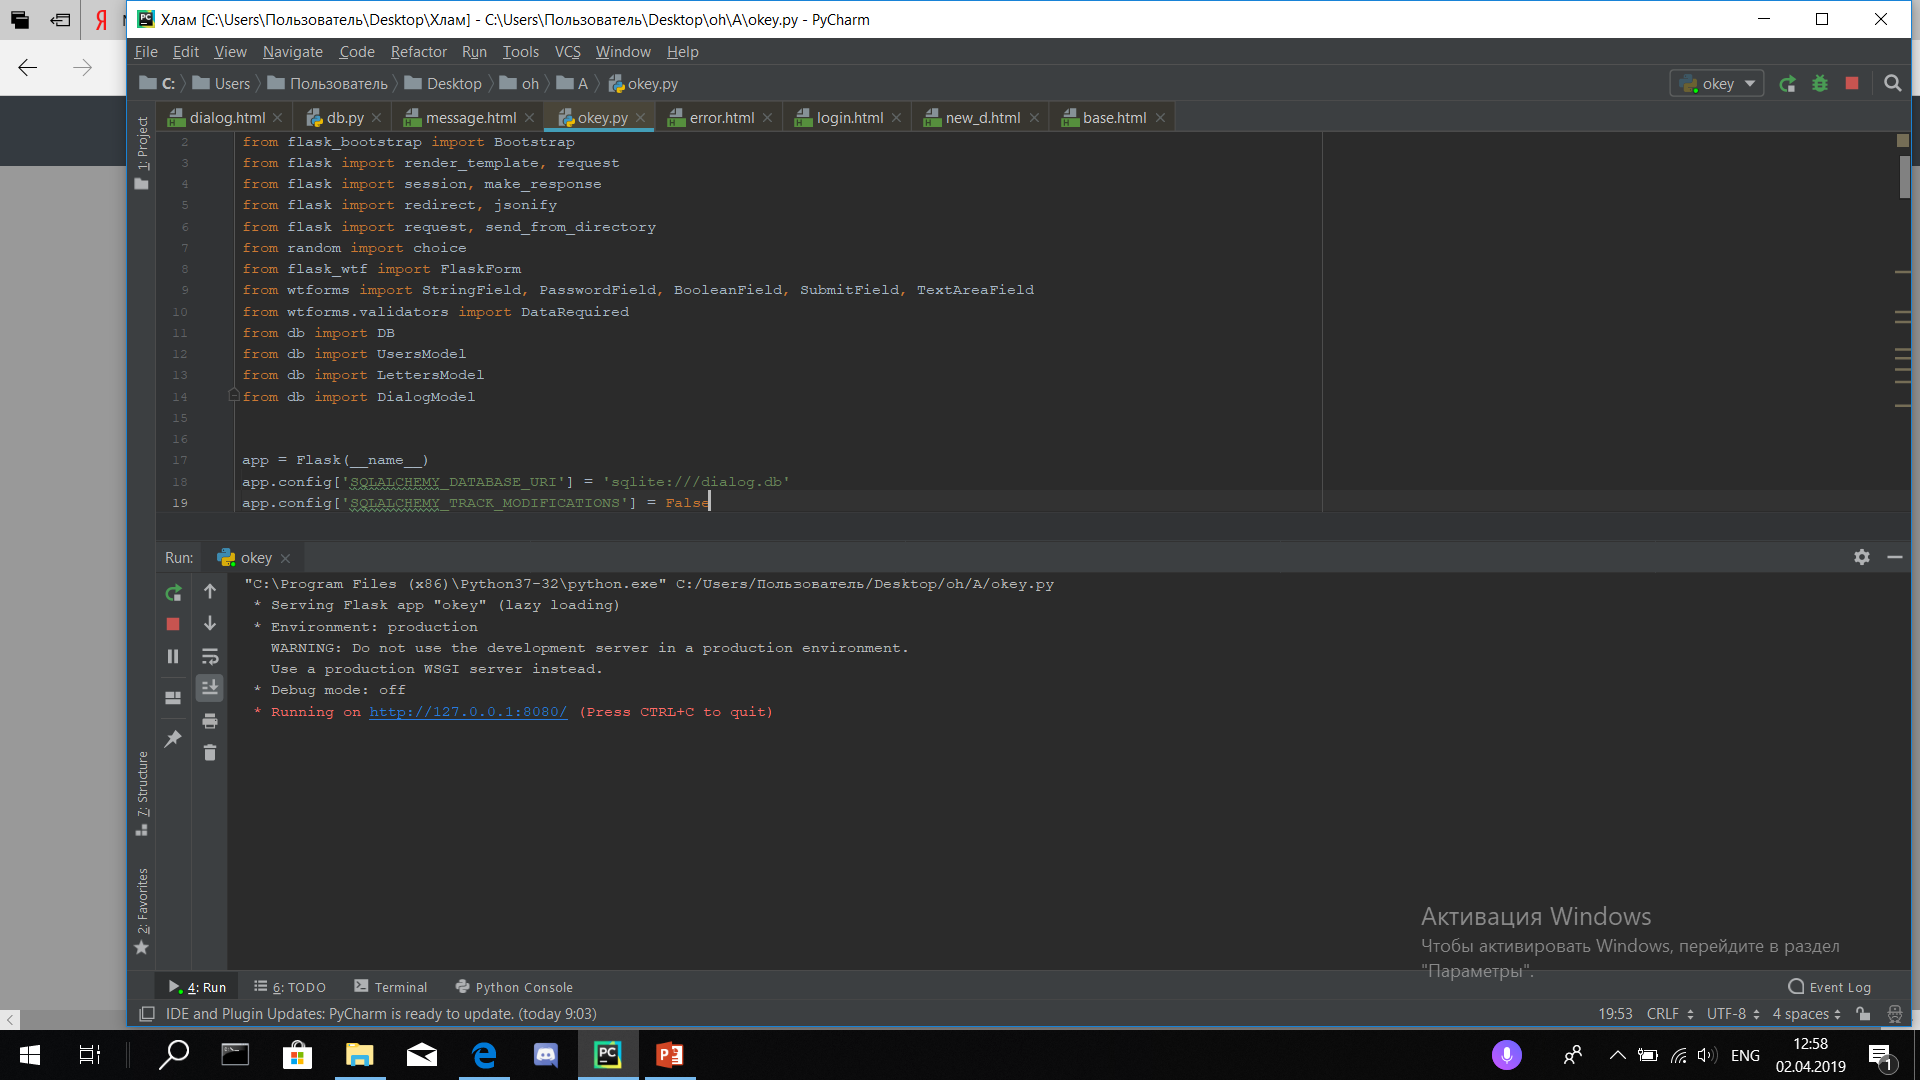 Я
Хлам [C:\Users\Пользователь\Desktop\Хлам] - C:\Users\Пользователь\Desktop\oh\A\okey.py - PyCharm
File Edit View Navigate Code Refactor Run Tools VCS Window Help
C: Users Пользователь Desktop oh A okey.py
okey
dialog.html db.py message.html okey.py error.html login.html new_d.html base.html
1: Project
2 from flask_bootstrap import Bootstrap
3 from flask import render_template, request
4 from flask import session, make_response
5 from flask import redirect, jsonify
6 from flask import request, send_from_directory
7 from random import choice
8 from flask_wtf import FlaskForm
9 from wtforms import StringField, PasswordField, BooleanField, SubmitField, TextAreaField
10 from wtforms.validators import DataRequired
11 from db import DB
12 from db import UsersModel
13 from db import LettersModel
14 from db import DialogModel
15
16
17 app = Flask(__name__)
18 app.config['SQLALCHEMY_DATABASE_URI'] = 'sqlite:///dialog.db'
19 app.config['SQLALCHEMY_TRACK_MODIFICATIONS'] = False
Run: okey
"C:\Program Files (x86)\Python37-32\python.exe" C:/Users/Пользователь/Desktop/oh/A/okey.py
* Serving Flask app "okey" (lazy loading)
* Environment: production
WARNING: Do not use the development server in a production environment.
Use a production WSGI server instead.
* Debug mode: off
* Running on http://127.0.0.1:8080/ (Press CTRL+C to quit)
7: Structure
2: Favorites
Активация Windows
Чтобы активировать Windows, перейдите в раздел
"Параметры".
4: Run 6: TODO Terminal Python Console Event Log
IDE and Plugin Updates: PyCharm is ready to update. (today 9:03) 19:53 CRLF UTF-8 4 spaces
ENG
12:58
02.04.2019
1